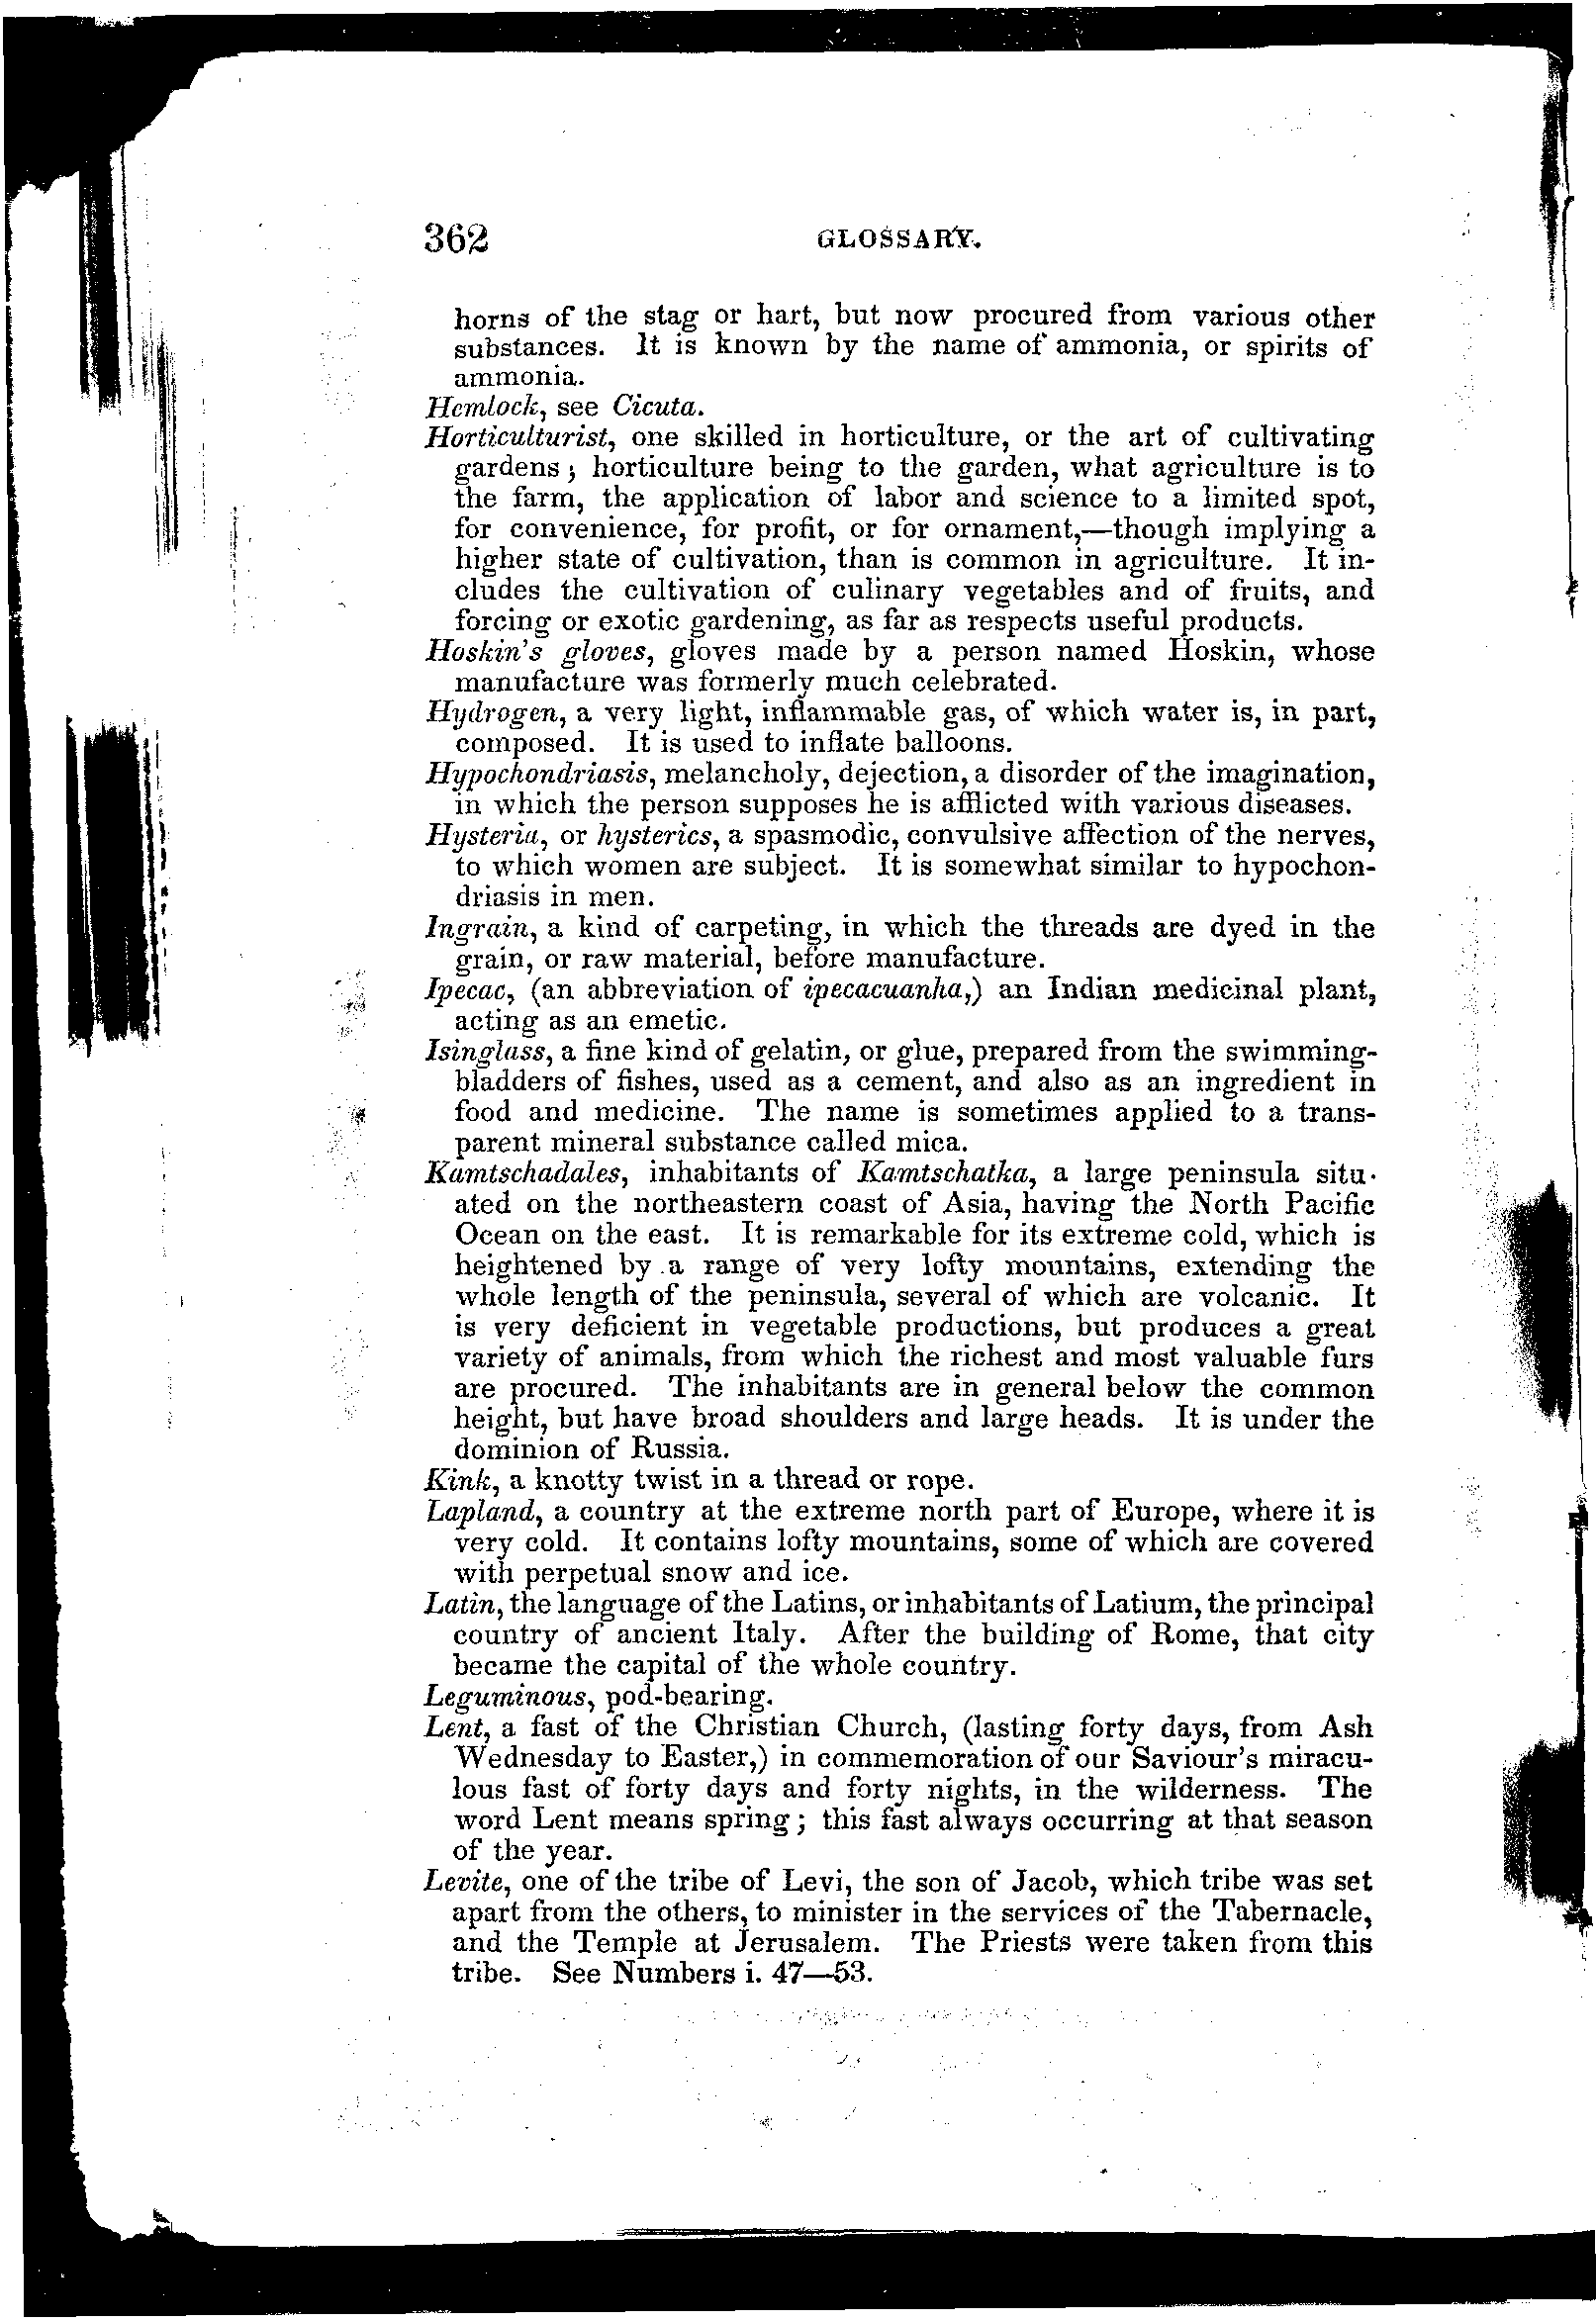 362 GLOSSARY.
horns of the stag or hart, but now procured from various other
substances. It is known by the name of ammonia, or spirits of
ammonia.
Hemlock, see Cicuta.
Horticulturist, one skilled in horticulture, or the art of cultivating
gardens; horticulture being to the garden, what agriculture is to
the farm, the application of labor and science to a limited spot,
for convenience, for profit, or for ornament,—though implying a
higher state of cultivation, than is common in agriculture. It in-
cludes the cultivation of culinary vegetables and of fruits, and
forcing or exotic gardening, as far as respects useful products.
Hoskin's gloves, gloves made by a person named Hoskin, whose
manufacture was formerly much celebrated.
Hydrogen, a very light, inflammable gas, of which water is, in part,
composed. It is used to inflate balloons.
Hypochondriasis, melancholy, dejection, a disorder of the imagination,
in which the person supposes he is afflicted with various diseases.
Hysteria, or hysterics, a spasmodic, convulsive affection of the nerves,
to which women are subject. It is somewhat similar to hypochon-
driasis in men.
Ingrain, a kind of carpeting, in which the threads are dyed in the
grain, or raw material, before manufacture.
Ipecac, (an abbreviation of ipecacuanha,) an Indian medicinal plant,
acting as an emetic.
Isinglass, a fine kind of gelatin, or glue, prepared from the swimming-
bladders of fishes, used as a cement, and also as an ingredient in
food and medicine. The name is sometimes applied to a trans-
parent mineral substance called mica.
Kamtschadales, inhabitants of Kamtschatka, a large peninsula situ-
ated on the northeastern coast of Asia, having the North Pacific
Ocean on the east. It is remarkable for its extreme cold, which is
heightened by a range of very lofty mountains, extending the
whole length of the peninsula, several of which are volcanic. It
is very deficient in vegetable productions, but produces a great
variety of animals, from which the richest and most valuable furs
are procured. The inhabitants are in general below the common
height, but have broad shoulders and large heads. It is under the
dominion of Russia.
Kink, a knotty twist in a thread or rope.
Lapland, a country at the extreme north part of Europe, where it is
very cold. It contains lofty mountains, some of which are covered
with perpetual snow and ice.
Latin, the language of the Latins, or inhabitants of Latium, the principal
country of ancient Italy. After the building of Rome, that city
became the capital of the whole country.
Leguminous, pod-bearing.
Lent, a fast of the Christian Church, (lasting forty days, from Ash
Wednesday to Easter,) in commemoration of our Saviour's miracu-
lous fast of forty days and forty nights, in the wilderness. The
word Lent means spring; this fast always occurring at that season
of the year.
Levite, one of the tribe of Levi, the son of Jacob, which tribe was set
apart from the others, to minister in the services of the Tabernacle,
and the Temple at Jerusalem. The Priests were taken from this
tribe. See Numbers i. 47—53.